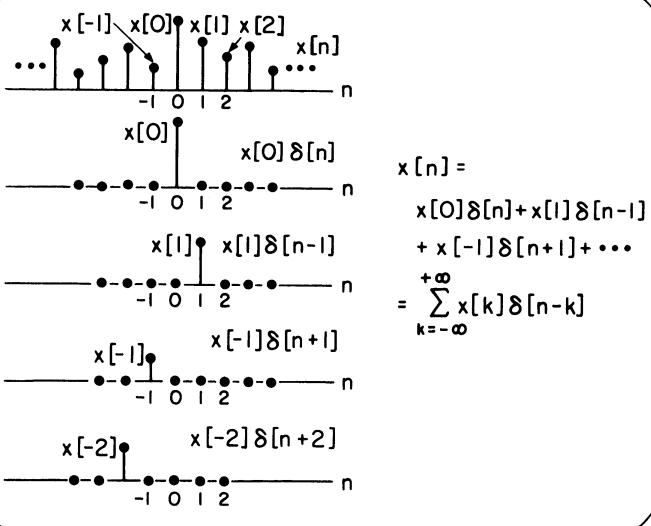 x[-1] x[0] x[1] x[2]
x[n]
••• •••
-1 0 1 2 n
x[0] x[0]δ[n]
-1 0 1 2 n
x[1] x[1]δ[n-1]
-1 0 1 2 n
x[-1] x[-1]δ[n+1]
-1 0 1 2 n
x[-2] x[-2]δ[n+2]
-1 0 1 2 n
x[n] =
x[0]δ[n]+x[1]δ[n-1]
+ x[-1]δ[n+1]+ •••
+∞
= Σ x[k]δ[n-k]
k=-∞